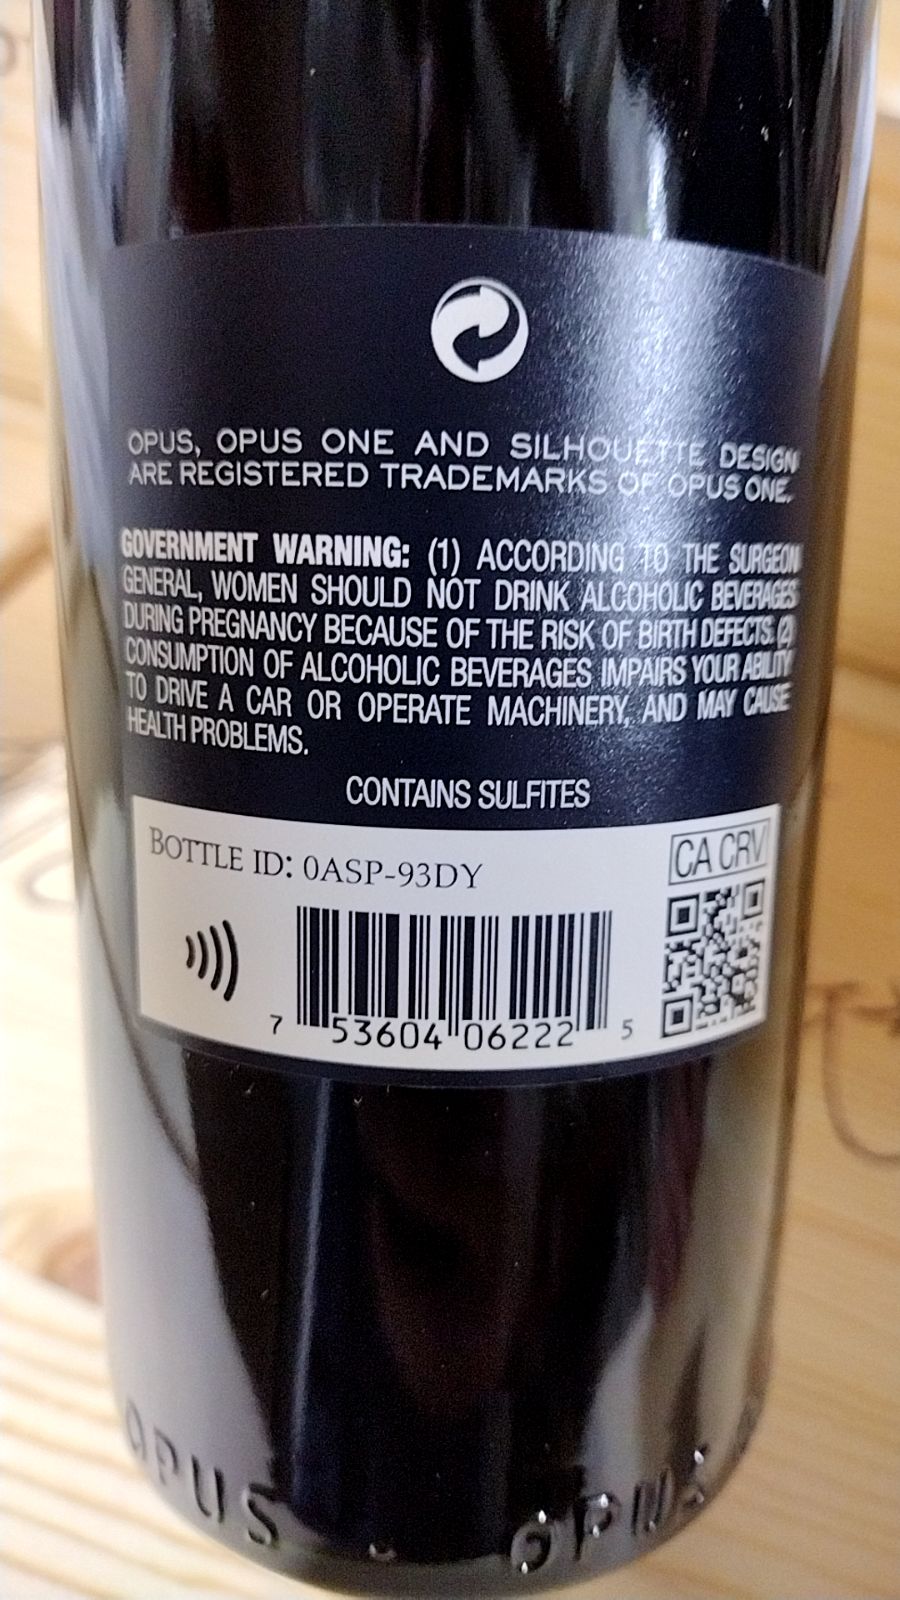 OPUS, OPUS ONE AND SILHOUETTE DESIGN
ARE REGISTERED TRADEMARKS OF OPUS ONE.
GOVERNMENT WARNING: (1) ACCORDING TO THE SURGEON
GENERAL, WOMEN SHOULD NOT DRINK ALCOHOLIC BEVERAGES
DURING PREGNANCY BECAUSE OF THE RISK OF BIRTH DEFECTS. (2)
CONSUMPTION OF ALCOHOLIC BEVERAGES IMPAIRS YOUR ABILITY
TO DRIVE A CAR OR OPERATE MACHINERY, AND MAY CAUSE
HEALTH PROBLEMS.
CONTAINS SULFITES
BOTTLE ID: 0ASP-93DY
CA CRV
7 53604 06222 5
OPUS · OPUS